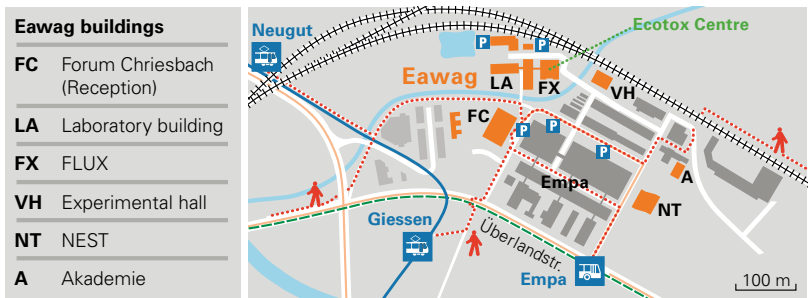 Eawag buildings
FC Forum Chriesbach
(Reception)
LA Laboratory building
FX FLUX
VH Experimental hall
NT NEST
A Akademie
Neugut
Ecotox Centre
P
P
Eawag
LA
FX
VH
FC
P
P
P
Empa
A
NT
Giessen
Überlandstr.
Empa
100 m